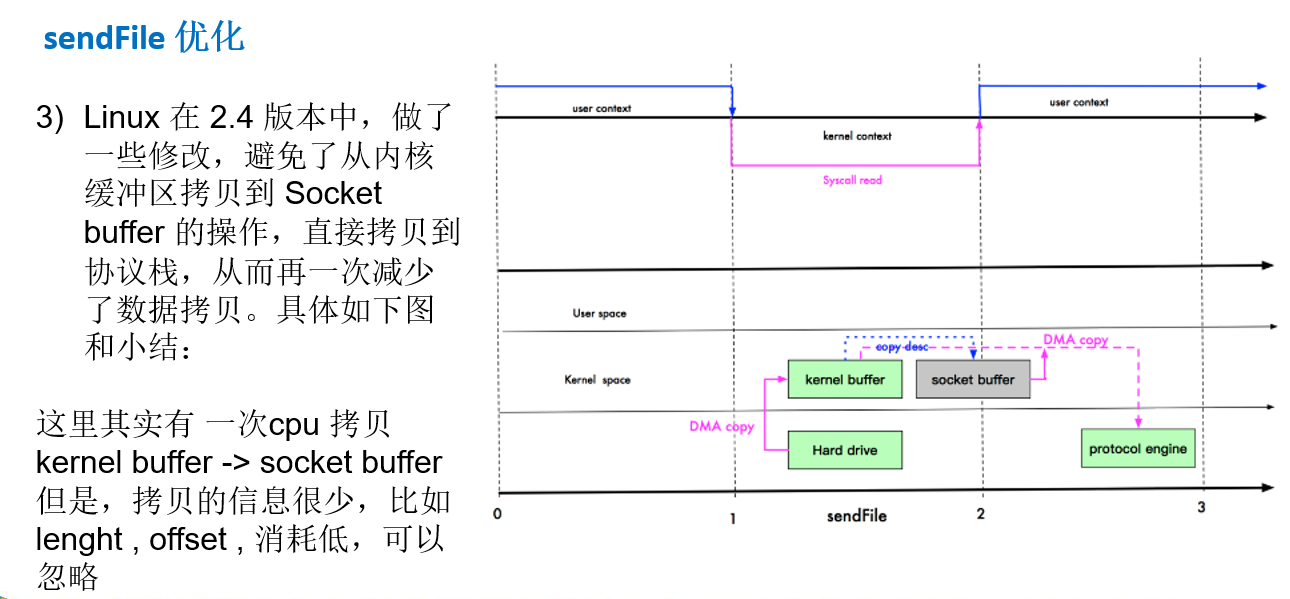 sendFile 优化
3) Linux 在 2.4 版本中，做了
一些修改，避免了从内核
缓冲区拷贝到 Socket
buffer 的操作，直接拷贝到
协议栈，从而再一次减少
了数据拷贝。具体如下图
和小结：
这里其实有 一次cpu 拷贝
kernel buffer -> socket buffer
但是，拷贝的信息很少，比如
lenght , offset , 消耗低，可以
忽略
user context
user context
kernel context
Syscall read
User space
Kernel space
copy desc
DMA copy
kernel buffer
socket buffer
DMA copy
Hard drive
protocol engine
0
1
sendFile
2
3